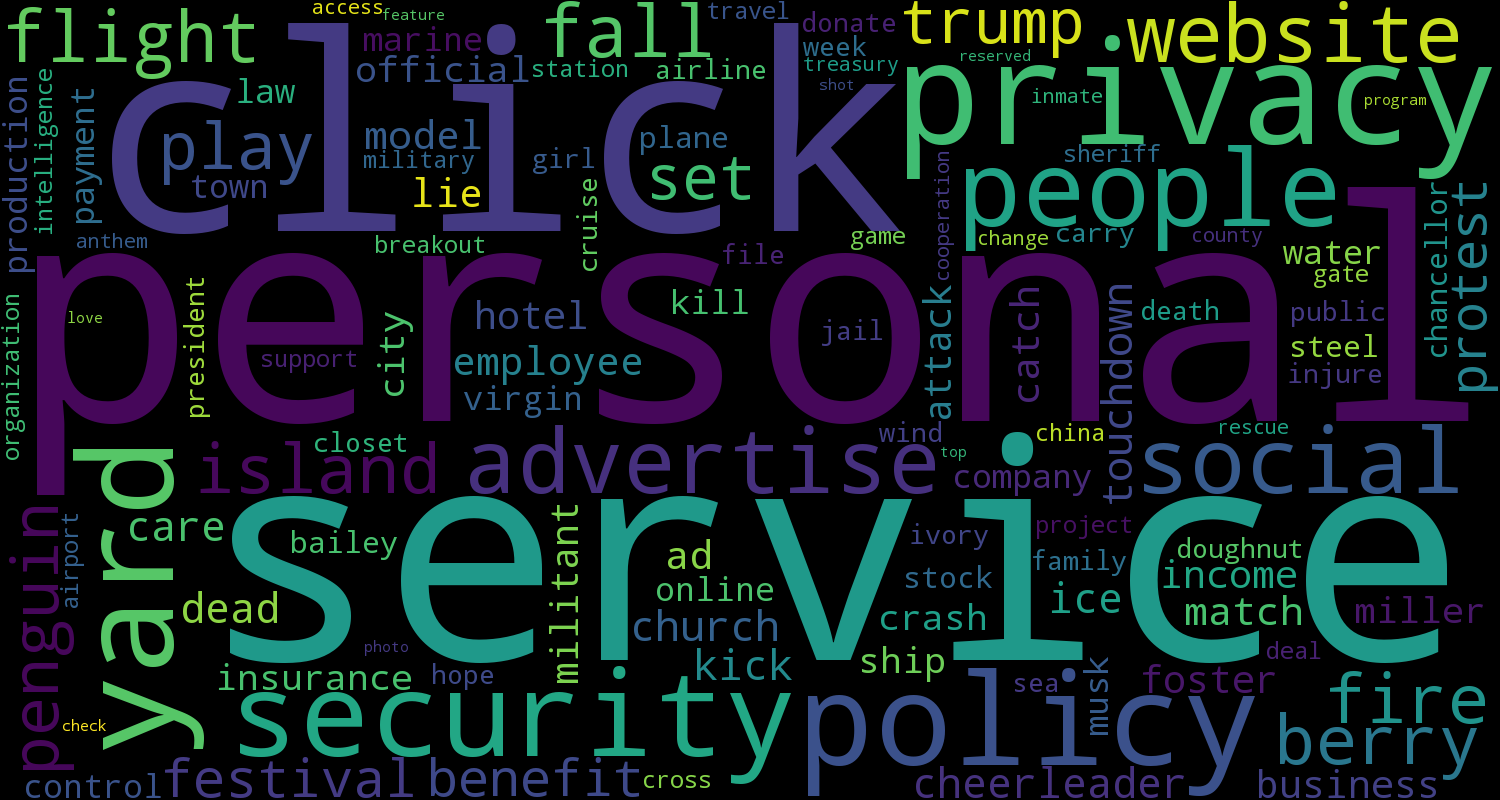 access
feature
travel
donate
flight
click
marine
fall
trump
website
official
station
airline
week
treasury
reserved
shot
privacy
inmate
program
production
intelligence
payment
law
play
model
military
town
lie
girl
plane
set
cruise
cooperation
sheriff
people
chancellor
protest
anthem
breakout
file
game
change
carry
county
water
gate
personal
organization
love
president
support
city
hotel
employee
virgin
kill
jail
attack
catch
touchdown
death
public
steel
injure
yard
island
closet
advertise
wind
top
china
company
rescue
social
penguin
airport
care
bailey
service
militant
ad
online
ivory
stock
project
family
doughnut
income
ice
match
miller
dead
church
crash
photo
insurance
hope
kick
ship
sea
musk
deal
foster
check
security
policy
fire
berry
control
festival
benefit
cross
cheerleader
business